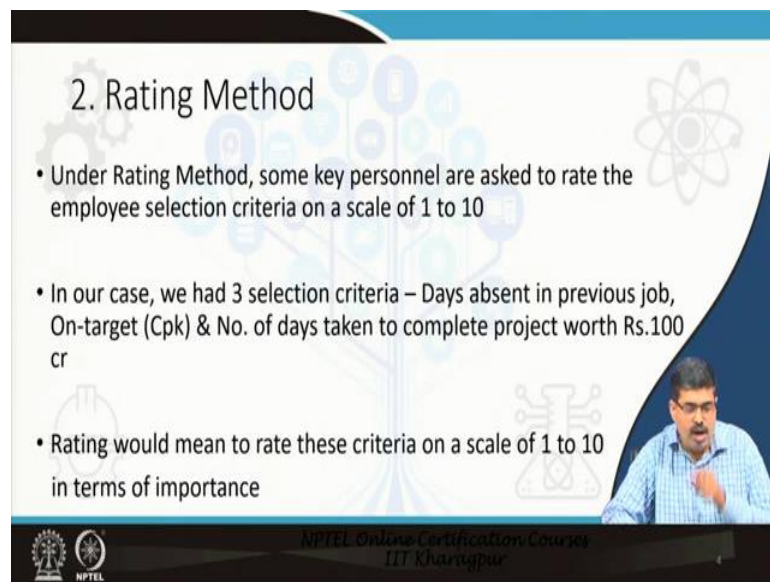 2. Rating Method
• Under Rating Method, some key personnel are asked to rate the
employee selection criteria on a scale of 1 to 10
• In our case, we had 3 selection criteria – Days absent in previous job,
On-target (Cpk) & No. of days taken to complete project worth Rs.100
cr
• Rating would mean to rate these criteria on a scale of 1 to 10
in terms of importance
NPTEL Online Certification Courses
IIT Kharagpur
NPTEL
4